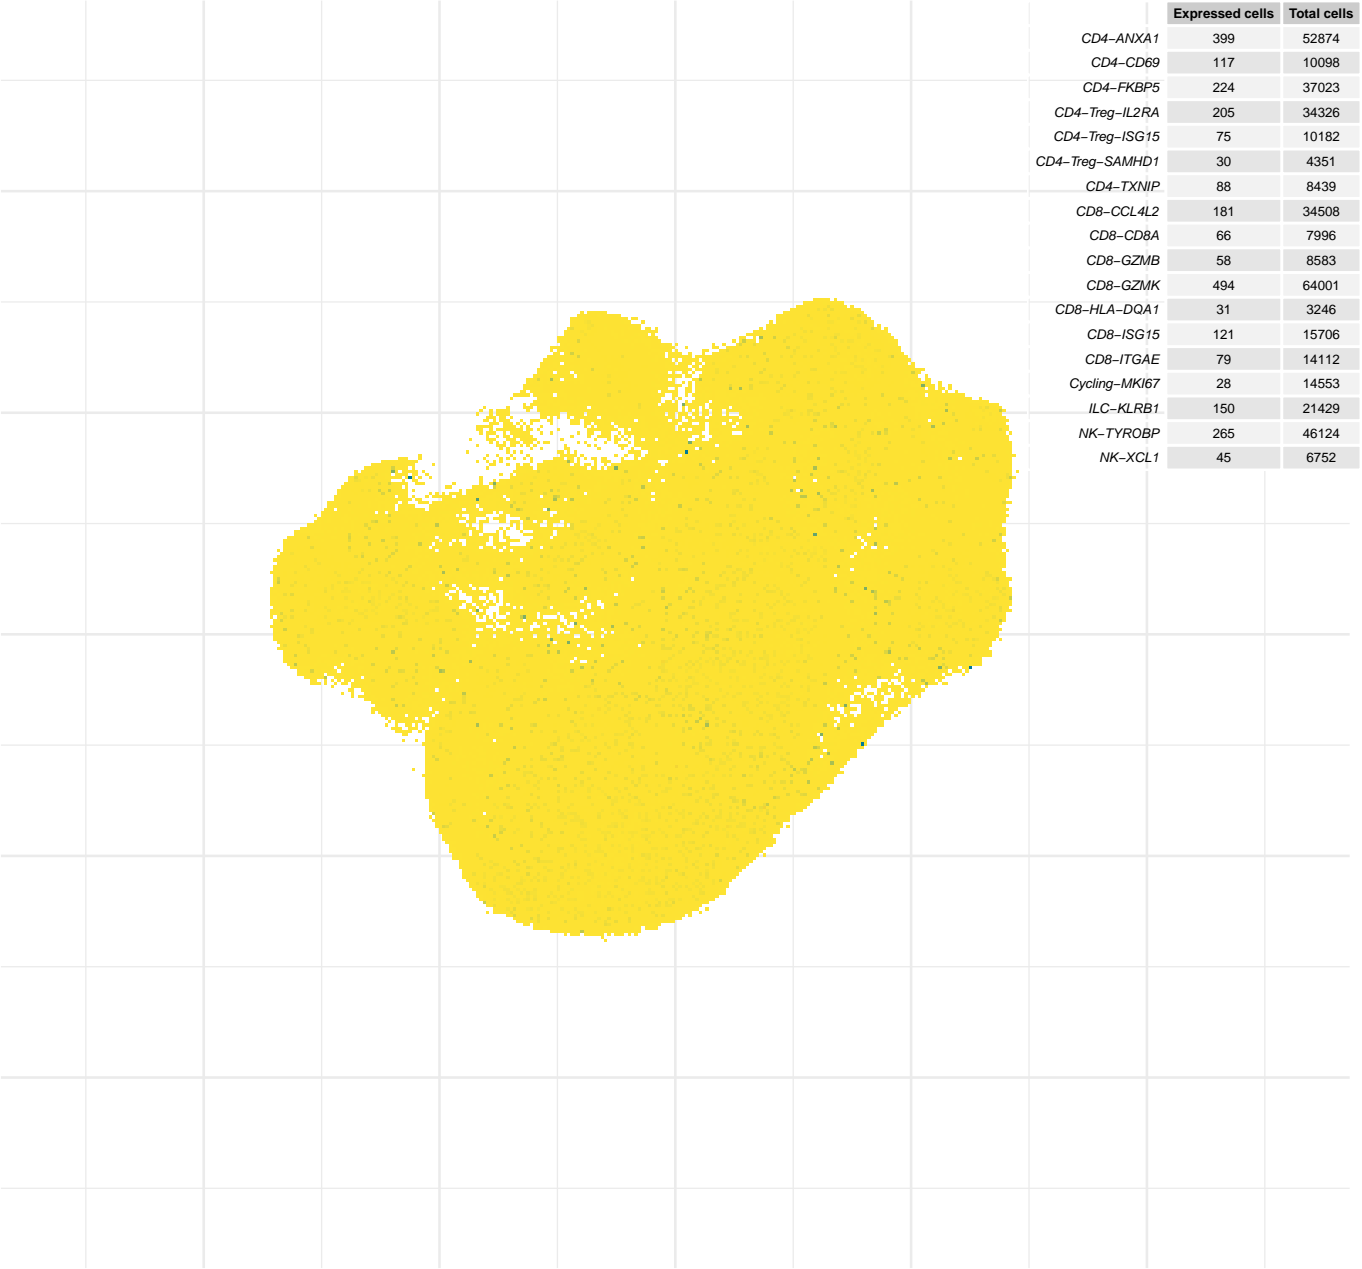 Expressed cells Total cells
CD4−ANXA1 399 52874
CD4−CD69 117 10098
CD4−FKBP5 224 37023
CD4−Treg−IL2RA 205 34326
CD4−Treg−ISG15 75 10182
CD4−Treg−SAMHD1 30 4351
CD4−TXNIP 88 8439
CD8−CCL4L2 181 34508
CD8−CD8A 66 7996
CD8−GZMB 58 8583
CD8−GZMK 494 64001
CD8−HLA−DQA1 31 3246
CD8−ISG15 121 15706
CD8−ITGAE 79 14112
Cycling−MKI67 28 14553
ILC−KLRB1 150 21429
NK−TYROBP 265 46124
NK−XCL1 45 6752